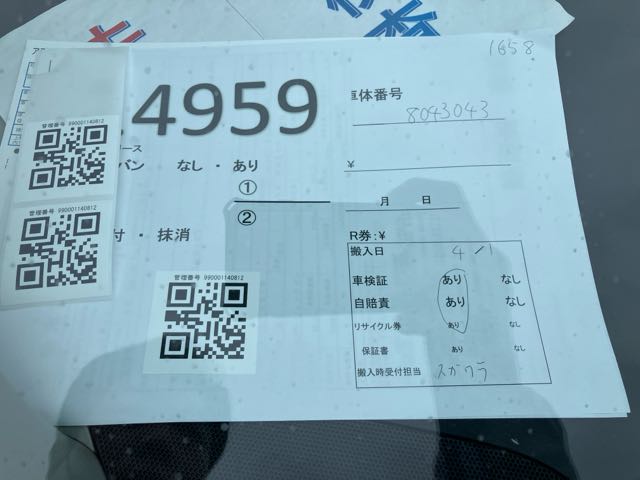 1658
管理番号 990001140812
.4959
車体番号
8043043
ース
バン なし・あり
¥
①
②
月 日
管理番号 990001140812
付・抹消
R券:¥
搬入日 4/1
車検証 あり なし
自賠責 あり なし
リサイクル券 あり なし
保証書 あり なし
搬入時受付担当 スガワラ
管理番号 990001140812